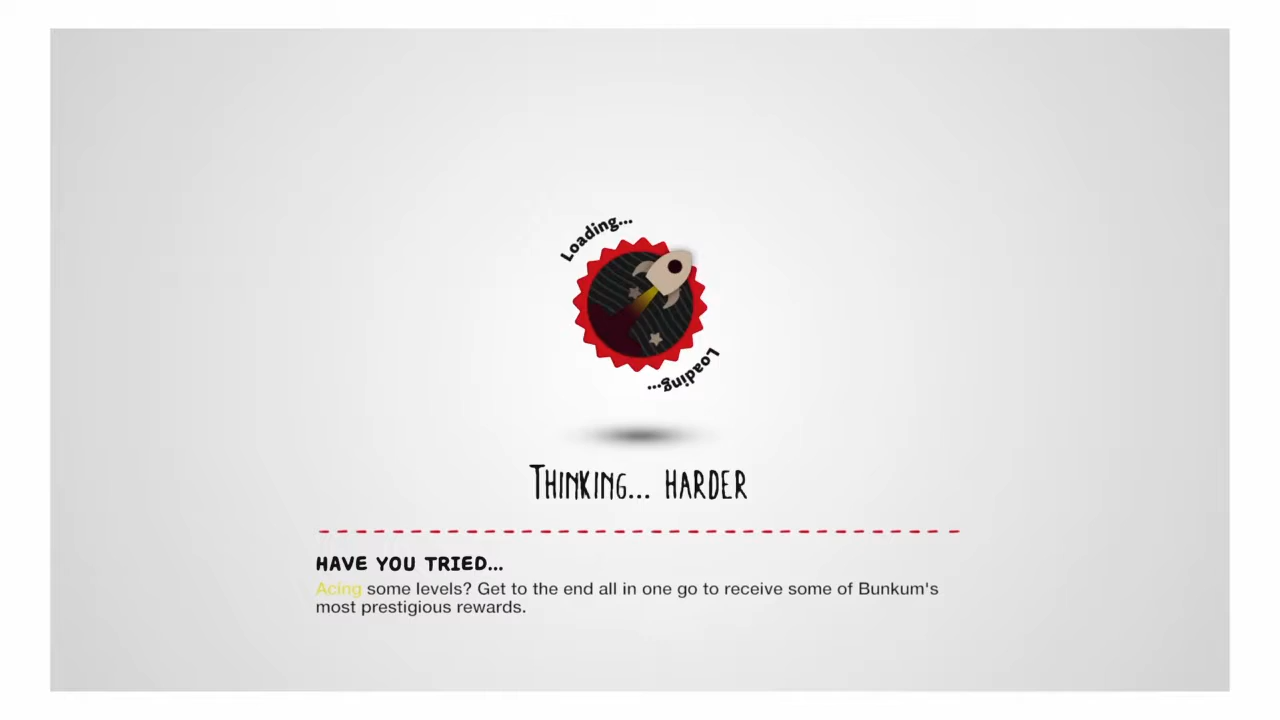 Loading...
Loading...
THINKING... HARDER
HAVE YOU TRIED...
Acing some levels? Get to the end all in one go to receive some of Bunkum's
most prestigious rewards.